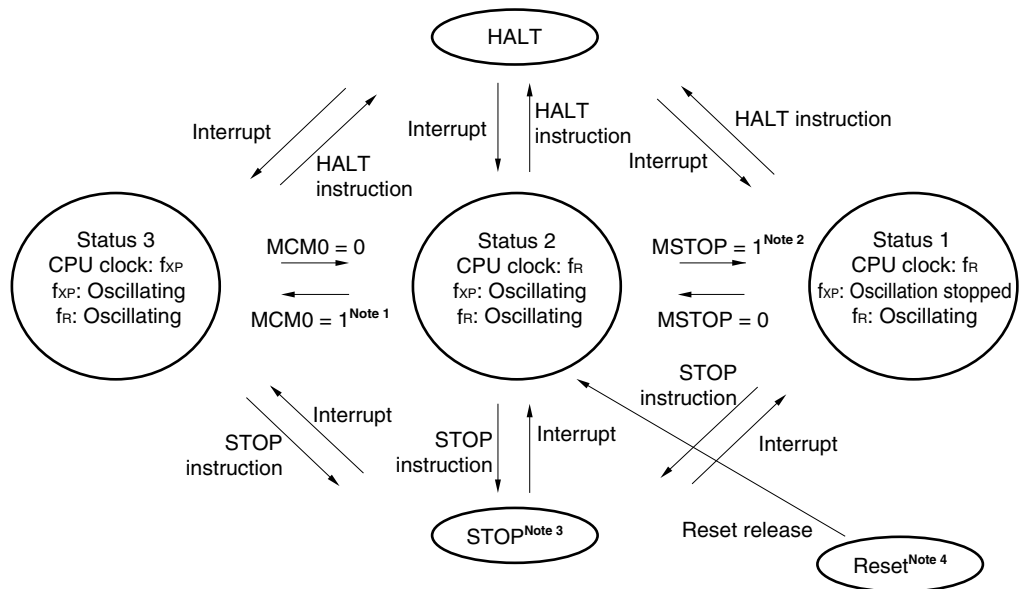 HALT
Interrupt
HALT
instruction
Interrupt
HALT
instruction
HALT instruction
Interrupt
Status 3
CPU clock: fXP
fXP: Oscillating
fR: Oscillating
MCM0 = 0
MCM0 = 1Note 1
Status 2
CPU clock: fR
fXP: Oscillating
fR: Oscillating
MSTOP = 1Note 2
MSTOP = 0
Status 1
CPU clock: fR
fXP: Oscillation stopped
fR: Oscillating
STOP
instruction
Interrupt
STOP
instruction
Interrupt
STOP
instruction
Interrupt
STOPNote 3
Reset release
ResetNote 4